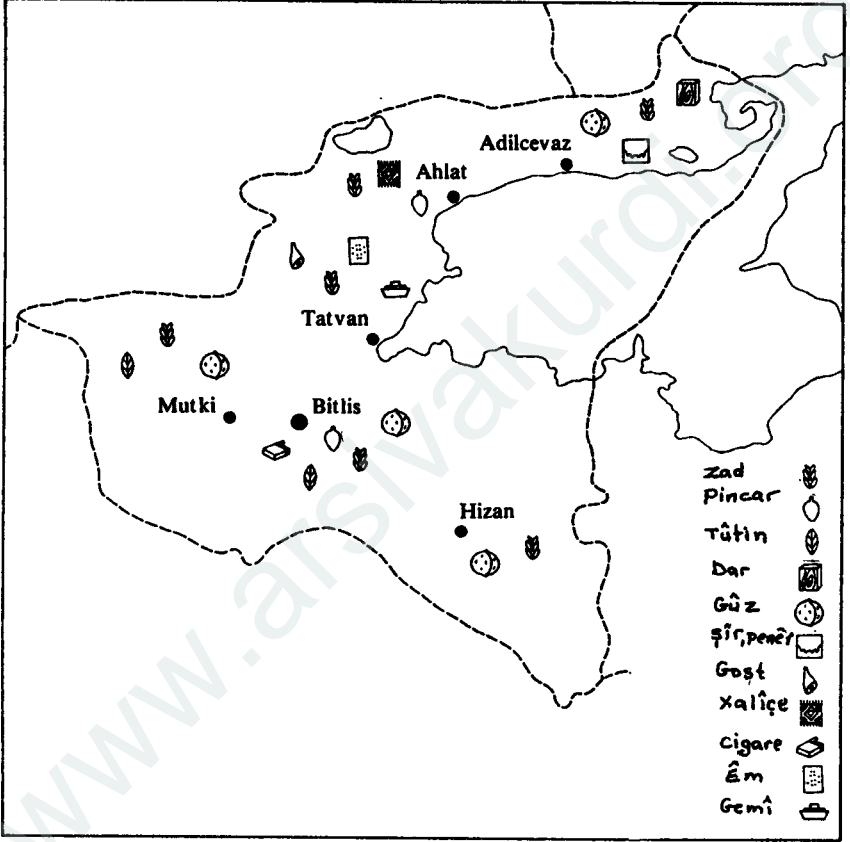 Adilcevaz
Ahlat
Tatvan
Mutki
Bitlis
Hizan
Zad
Pincar
Tûtin
Dar
Gûz
Şîr, penêr
Goşt
Xalîçe
Cigare
Êm
Gemî
www.arsivakurdi.org